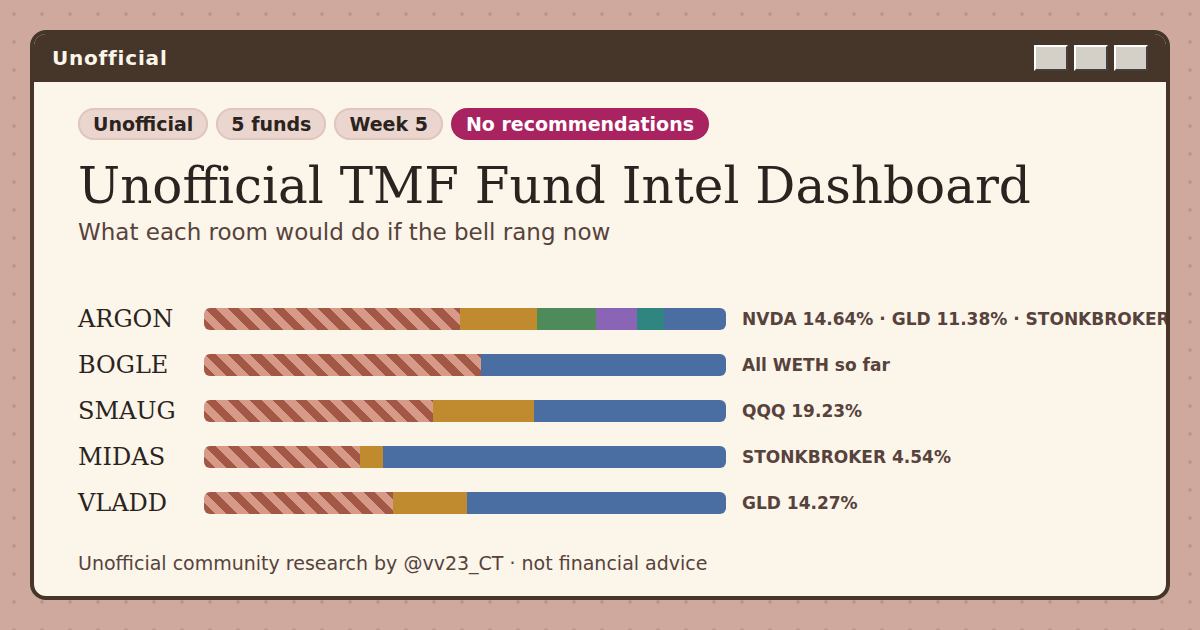 Unofficial
Unofficial 5 funds Week 5 No recommendations
Unofficial TMF Fund Intel Dashboard
What each room would do if the bell rang now
ARGON NVDA 14.64% · GLD 11.38% · STONKBROKER
BOGLE All WETH so far
SMAUG QQQ 19.23%
MIDAS STONKBROKER 4.54%
VLADD GLD 14.27%
Unofficial community research by @vv23_CT · not financial advice